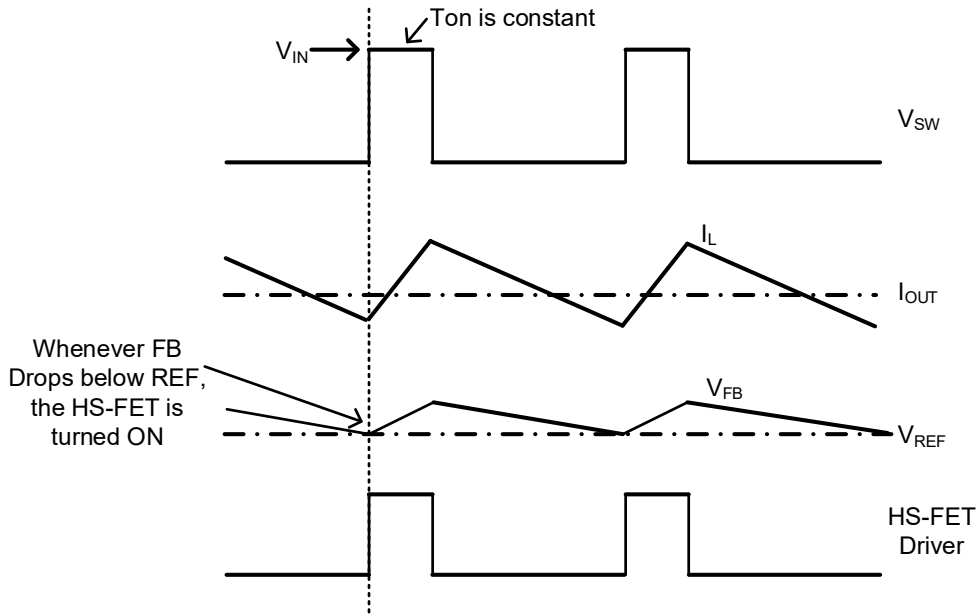 Ton is constant
VIN
VSW
IL
IOUT
Whenever FB
Drops below REF,
the HS-FET is
turned ON
VFB
VREF
HS-FET
Driver